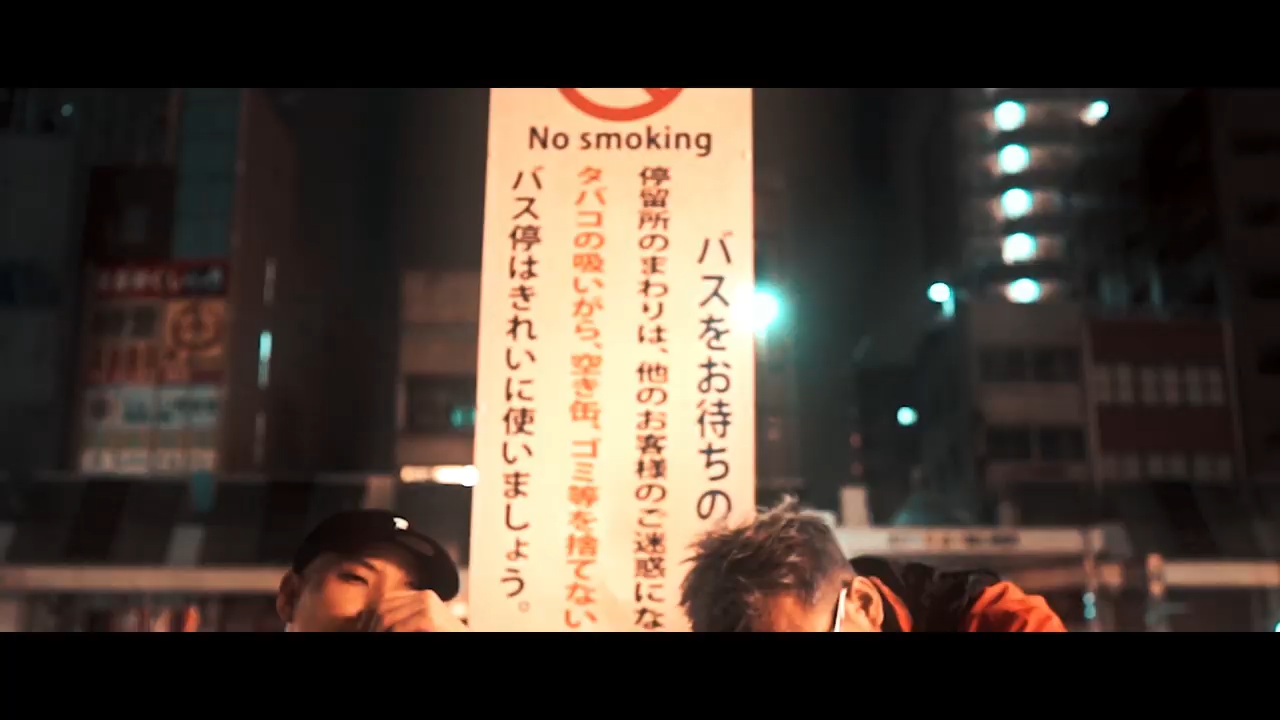 No smoking
バスをお待ちの
停留所のまわりは、他のお客様のご迷惑にな
タバコの吸いがら、空き缶、ゴミ等を捨てない
バス停はきれいに使いましょう。